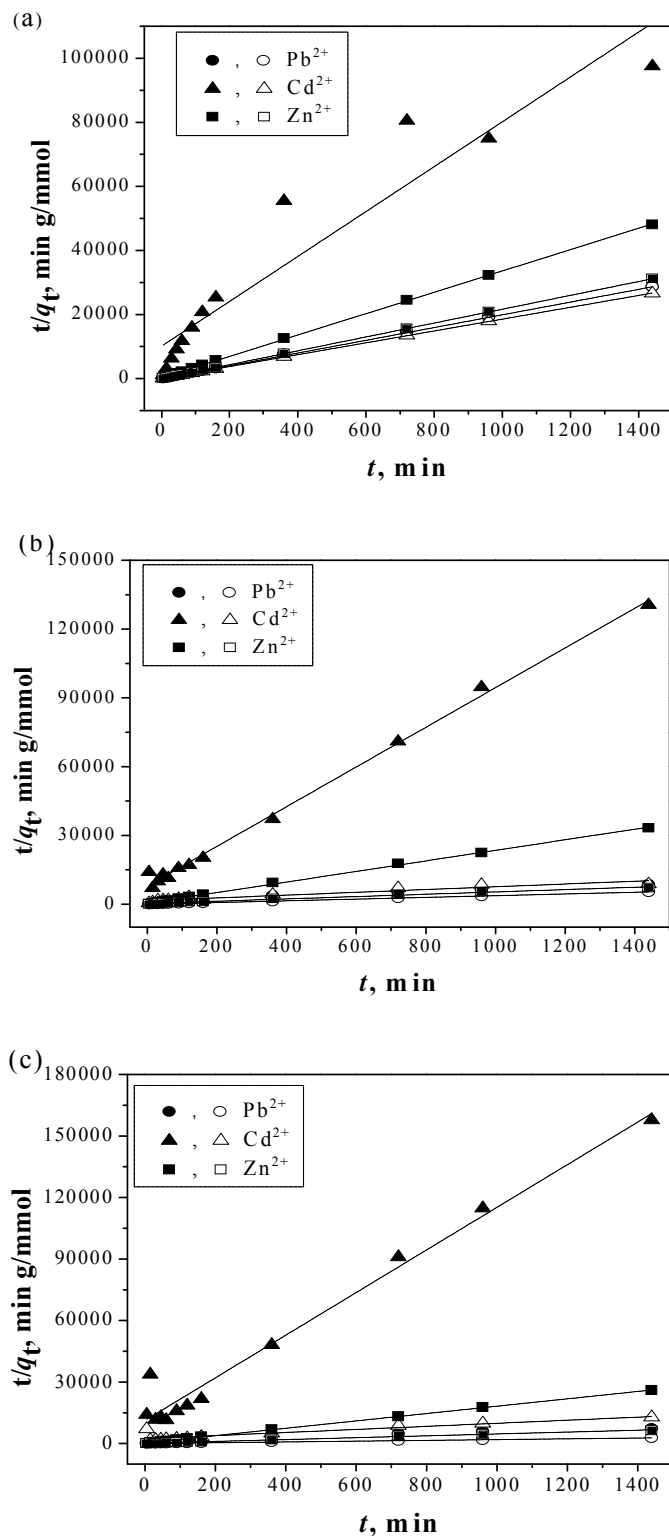 (a)
100000
80000
60000
40000
20000
0
t/qt, min g/mmol
, Pb2+
, Cd2+
, Zn2+
0 200 400 600 800 1000 1200 1400
t, min
(b)
150000
120000
90000
60000
30000
0
t/qt, min g/mmol
, Pb2+
, Cd2+
, Zn2+
0 200 400 600 800 1000 1200 1400
t, min
(c)
180000
150000
120000
90000
60000
30000
0
t/qt, min g/mmol
, Pb2+
, Cd2+
, Zn2+
0 200 400 600 800 1000 1200 1400
t, min